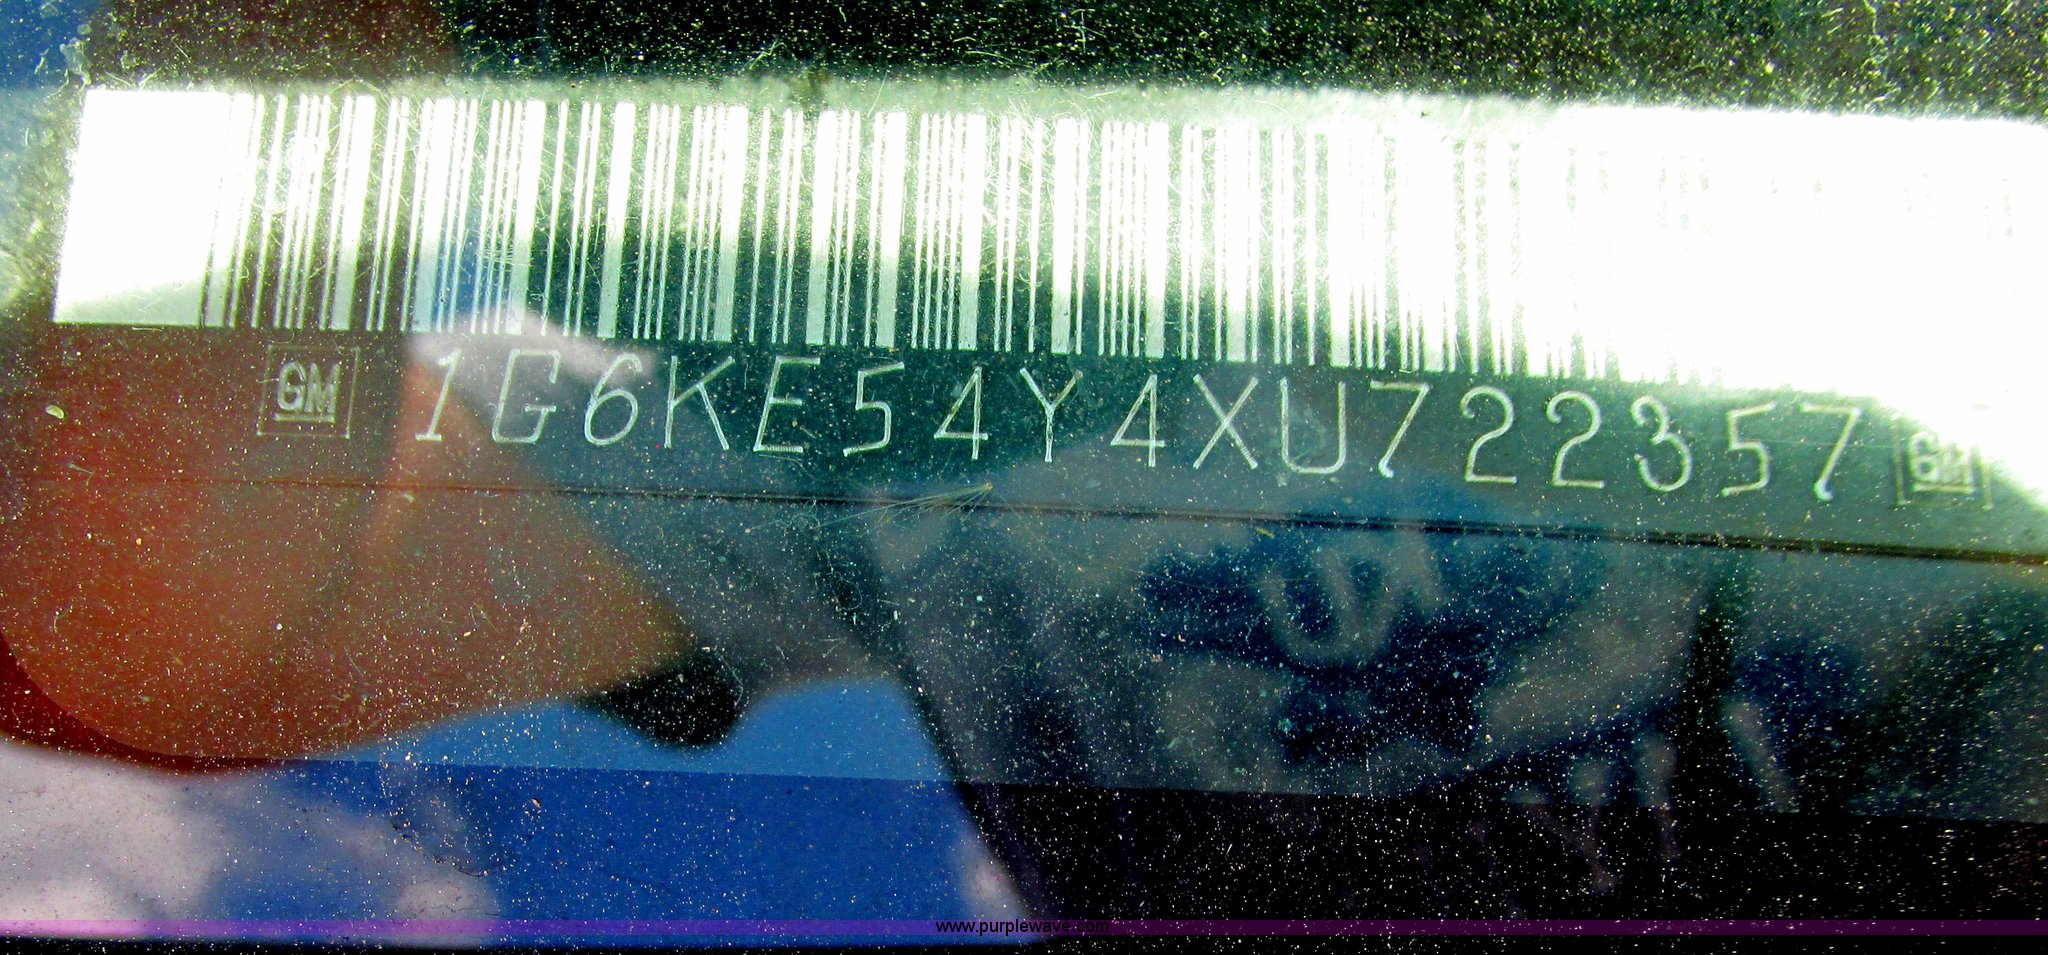 GM 1G6KE54Y4XU722357 GM
www.purplewave.com